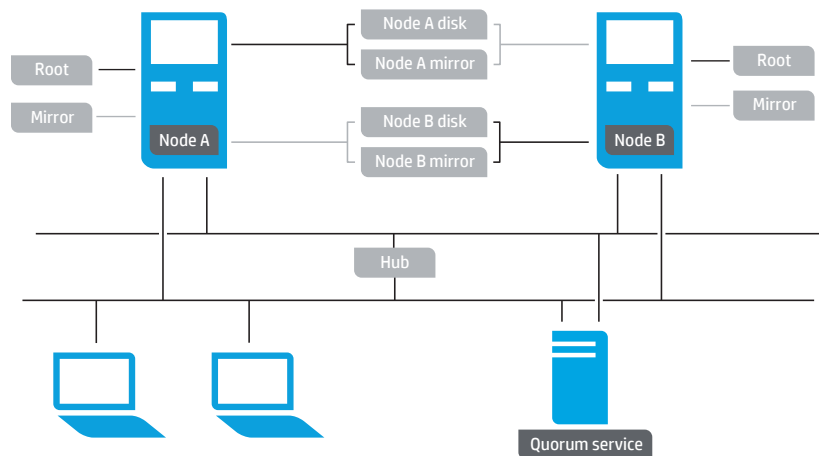 Node A disk
Node A mirror
Root
Mirror
Node A
Node B disk
Node B mirror
Root
Mirror
Node B
Hub
Quorum service